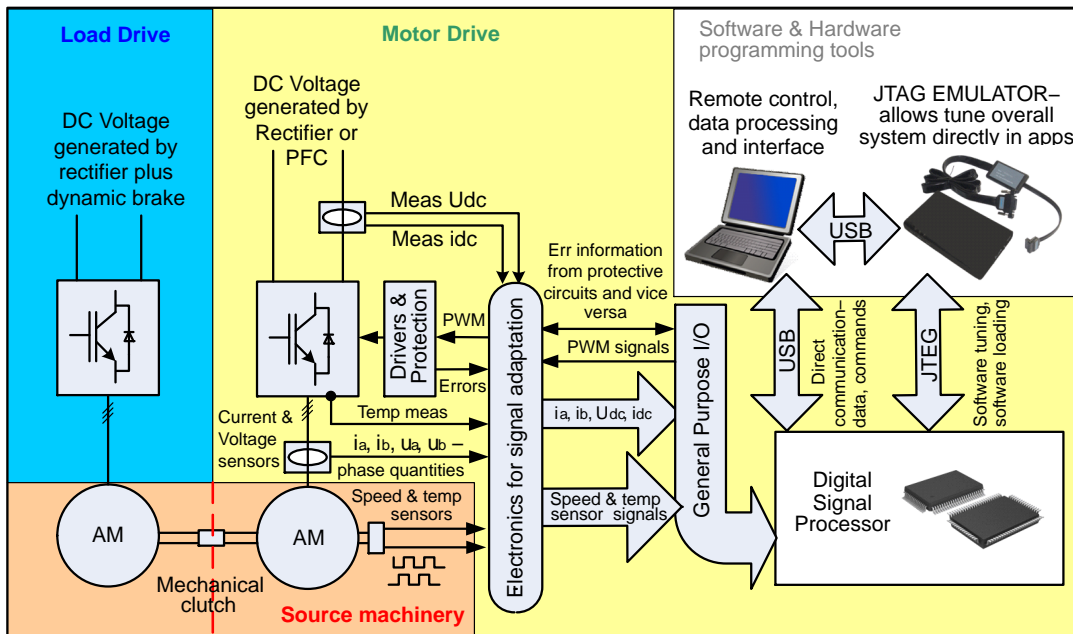 Load Drive
DC Voltage
generated by
rectifier plus
dynamic brake
Motor Drive
DC Voltage
generated by
Rectifier or
PFC
Meas Udc
Meas idc
Drivers &
Protection
PWM
Errors
Temp meas
Current &
Voltage
sensors
ia, ib, ua, ub –
phase quantities
Speed & temp
sensors
AM
AM
Mechanical
clutch
Source machinery
Electronics for signal adaptation
Err information
from protective
circuits and vice
versa
PWM signals
ia, ib, Udc, idc
Speed & temp
sensor signals
General Purpose I/O
Software & Hardware
programming tools
Remote control,
data processing
and interface
JTAG EMULATOR–
allows tune overall
system directly in apps
USB
USB
Direct
communication–
data, commands
JTEG
Software tuning,
software loading
Digital
Signal
Processor